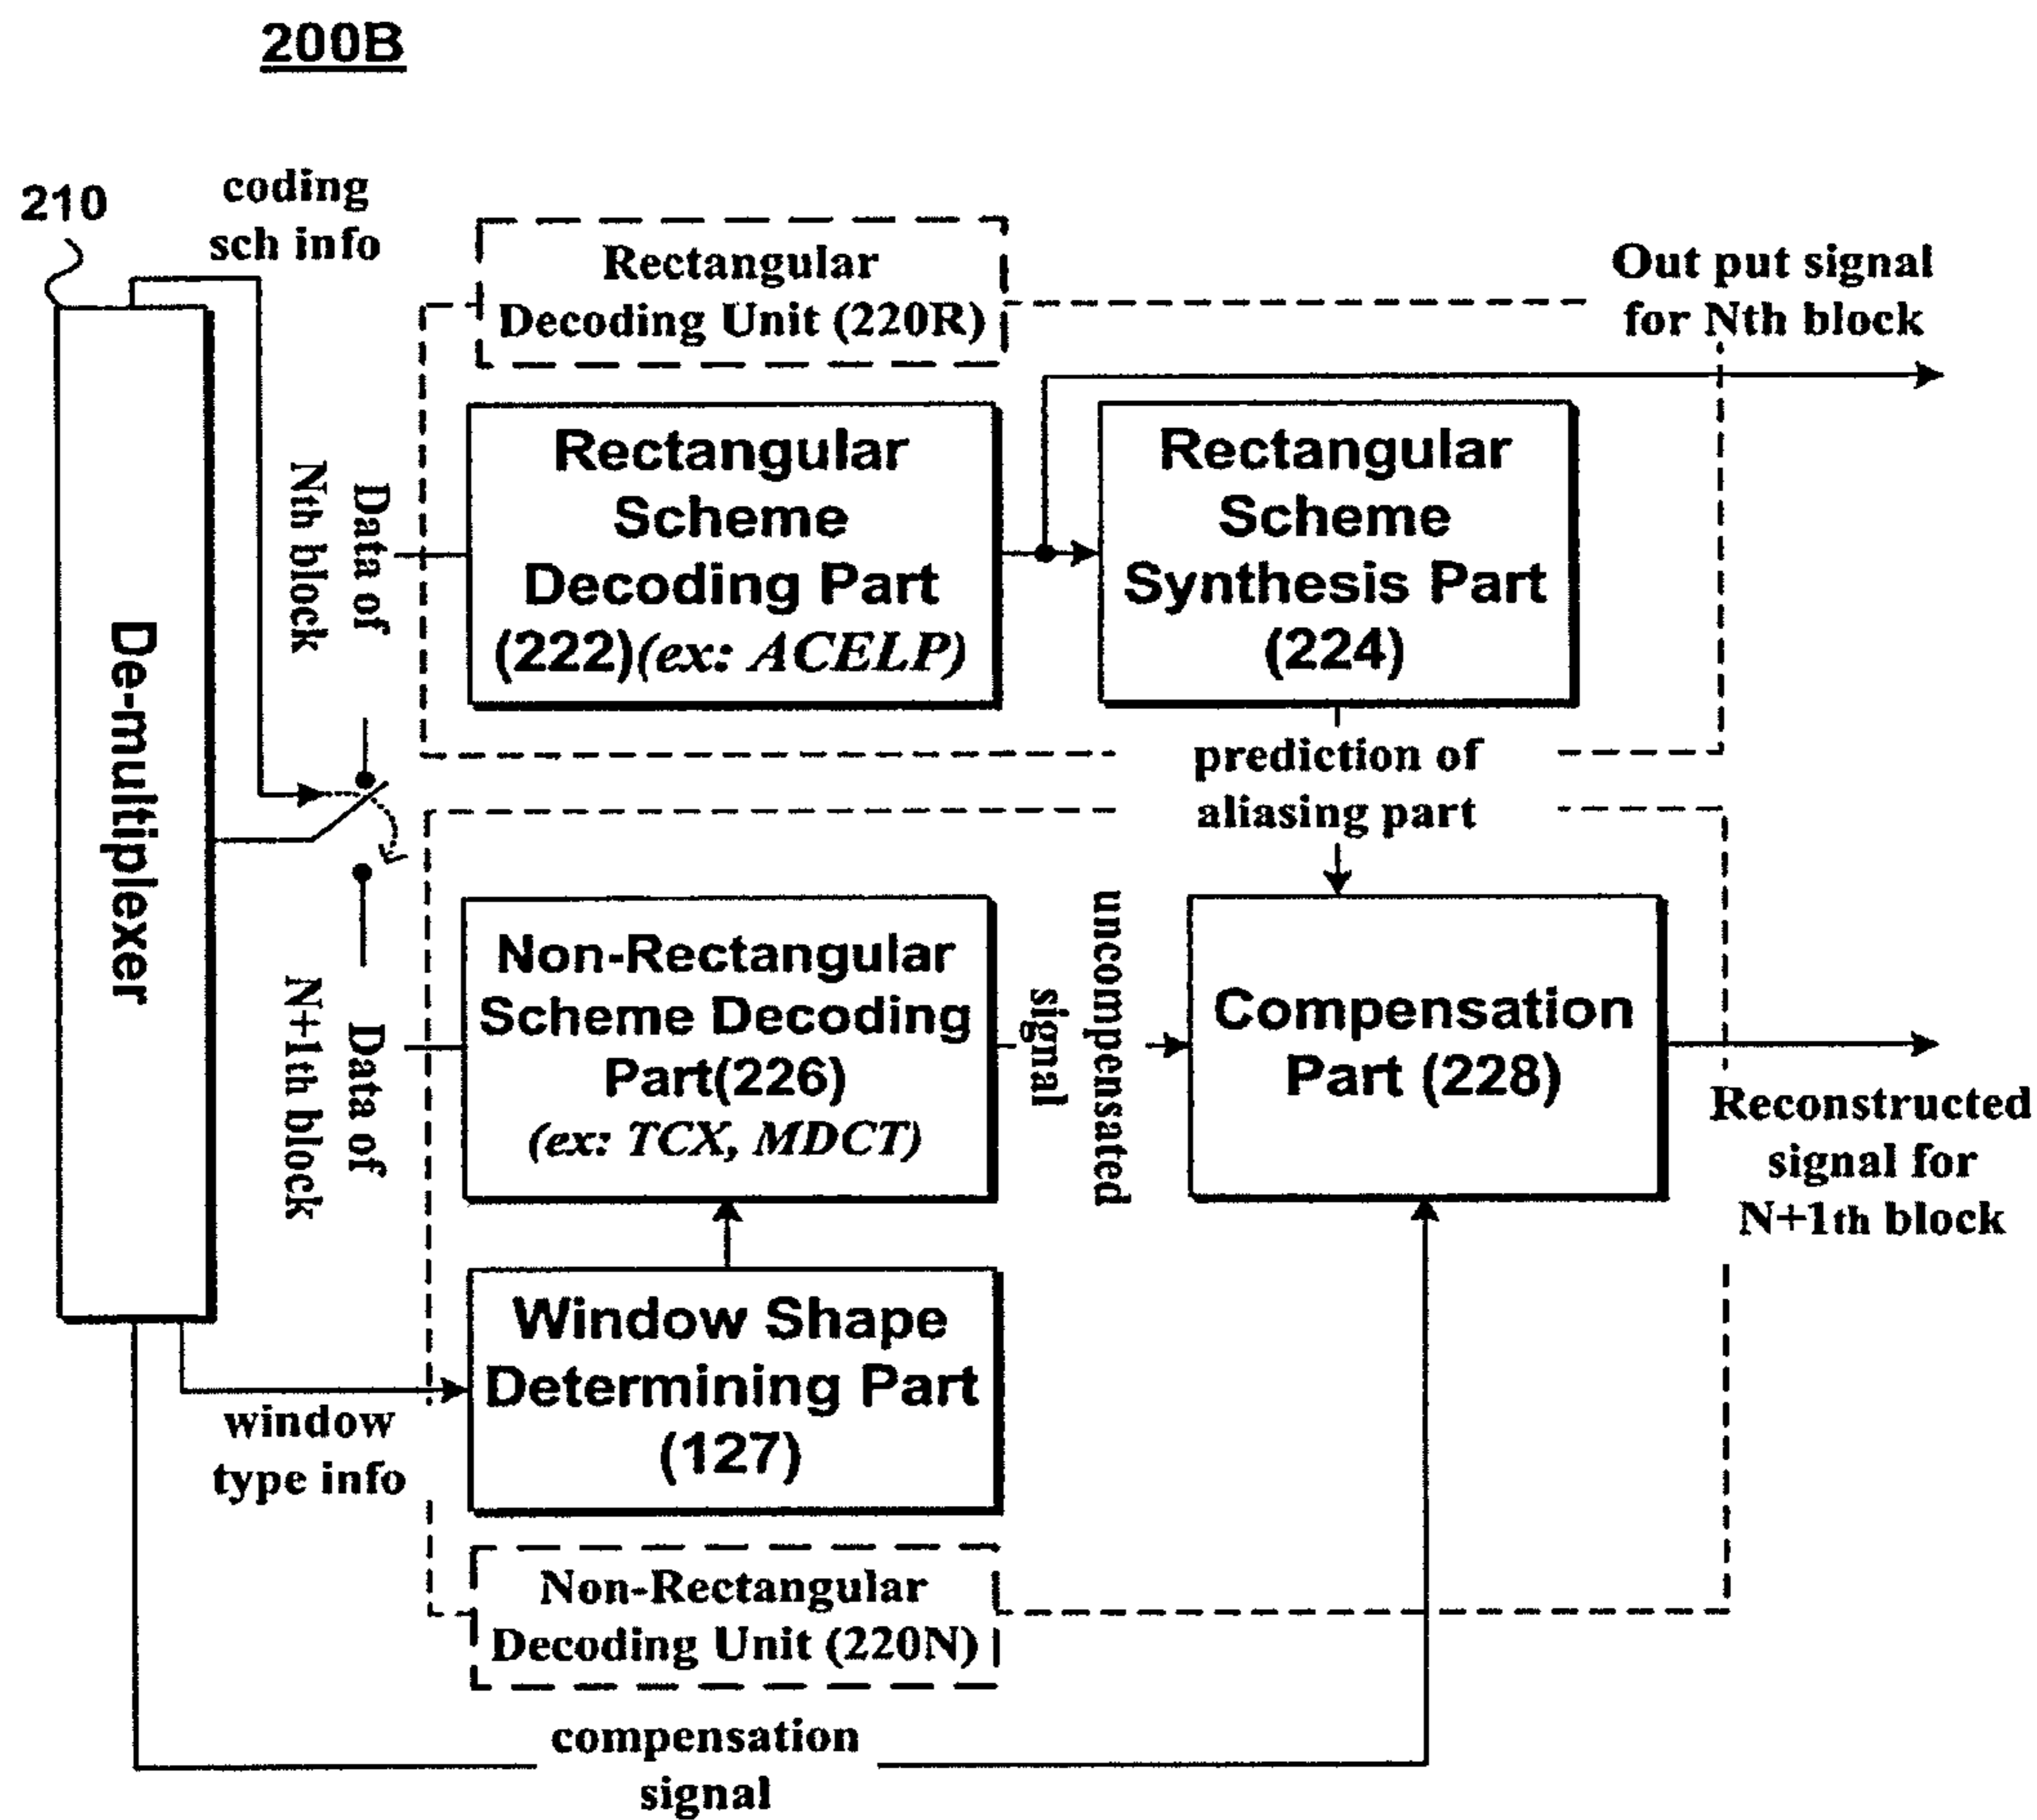 200B
210
coding
sch info
Rectangular
Decoding Unit (220R)
Out put signal
for Nth block
De-multiplexer
Data of
Nth block
Rectangular
Scheme
Decoding Part
(222)(ex: ACELP)
Rectangular
Scheme
Synthesis Part
(224)
prediction of
aliasing part
Data of
N+1th block
Non-Rectangular
Scheme Decoding
Part(226)
(ex: TCX, MDCT)
uncompensated
signal
Compensation
Part (228)
Reconstructed
signal for
N+1th block
Window Shape
Determining Part
(127)
window
type info
Non-Rectangular
Decoding Unit (220N)
compensation
signal